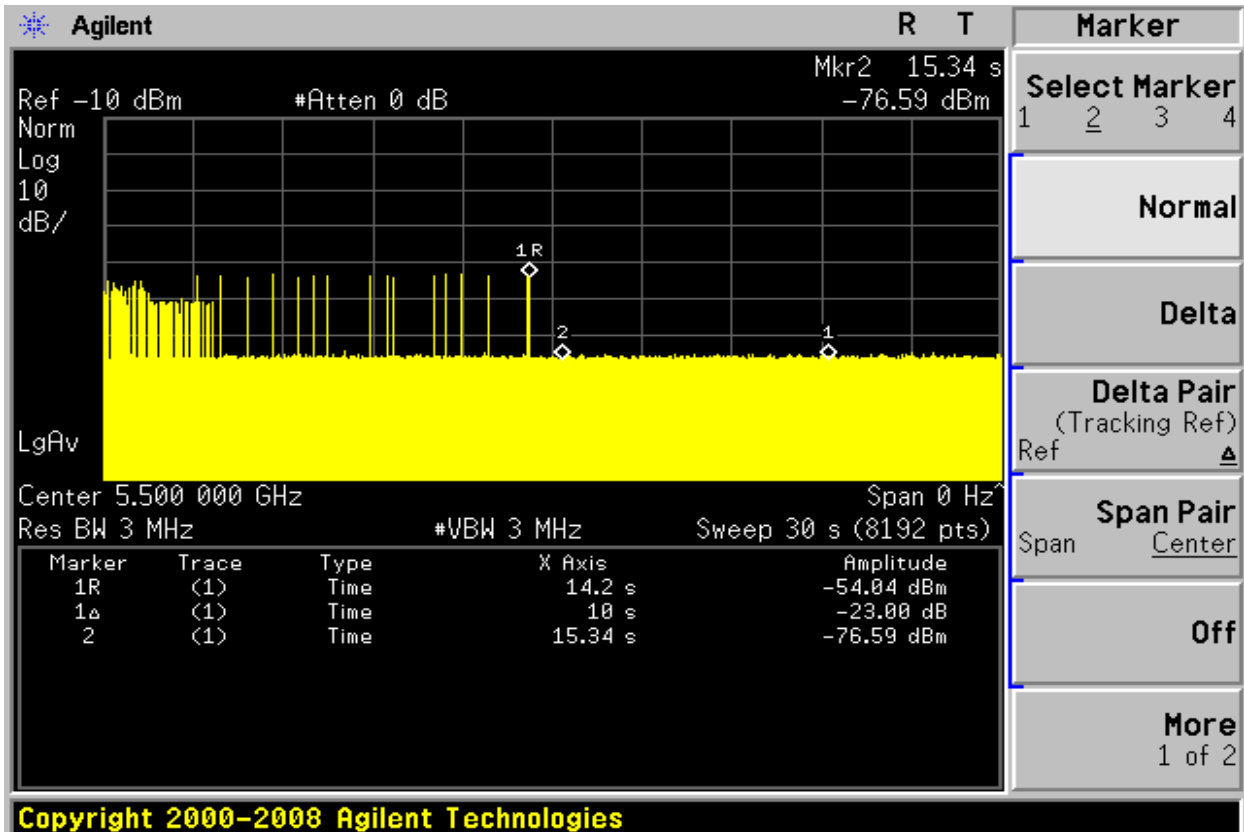 Agilent R T
Mkr2 15.34 s
Ref -10 dBm #Atten 0 dB -76.59 dBm
Norm
Log
10
dB/
1R
2
1
LgAv
Center 5.500 000 GHz Span 0 Hz^
Res BW 3 MHz #VBW 3 MHz Sweep 30 s (8192 pts)
Marker Trace Type X Axis Amplitude
1R (1) Time 14.2 s -54.04 dBm
1Δ (1) Time 10 s -23.00 dB
2 (1) Time 15.34 s -76.59 dBm
Marker
Select Marker
1 2 3 4
Normal
Delta
Delta Pair
(Tracking Ref)
Ref Δ
Span Pair
Span Center
Off
More
1 of 2
Copyright 2000-2008 Agilent Technologies